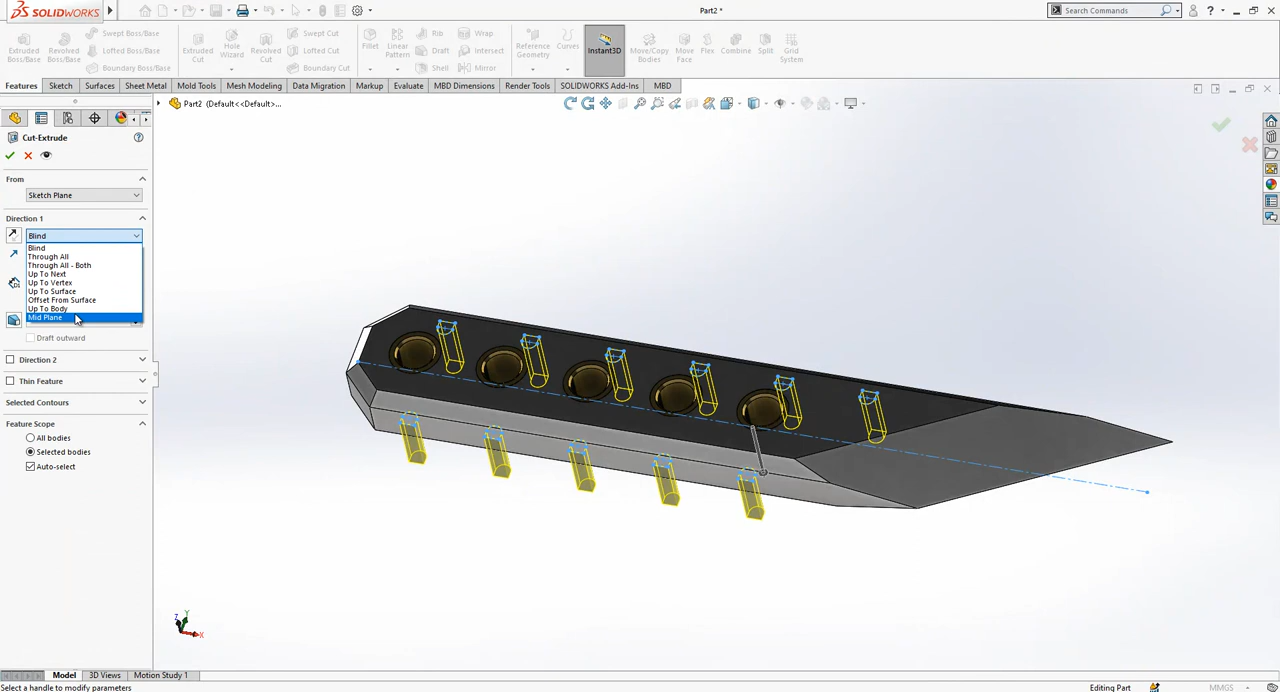 SOLIDWORKS
Part2 *
Search Commands
Extruded Boss/Base
Revolved Boss/Base
Swept Boss/Base
Lofted Boss/Base
Boundary Boss/Base
Extruded Cut
Hole Wizard
Revolved Cut
Swept Cut
Lofted Cut
Boundary Cut
Fillet
Linear Pattern
Rib
Draft
Shell
Wrap
Intersect
Mirror
Reference Geometry
Curves
Instant3D
Move/Copy Bodies
Move Face
Flex
Combine
Split
Grid System
Features Sketch Surfaces Sheet Metal Mold Tools Mesh Modeling Data Migration Markup Evaluate MBD Dimensions Render Tools SOLIDWORKS Add-Ins MBD
Part2 (Default<<Default>...
Cut-Extrude
From
Sketch Plane
Direction 1
Blind
Blind
Through All
Through All - Both
Up To Next
Up To Vertex
Up To Surface
Offset From Surface
Up To Body
Mid Plane
Draft outward
Direction 2
Thin Feature
Selected Contours
Feature Scope
All bodies
Selected bodies
Auto-select
Z Y X
Model 3D Views Motion Study 1
Select a handle to modify parameters
Editing Part
MMGS